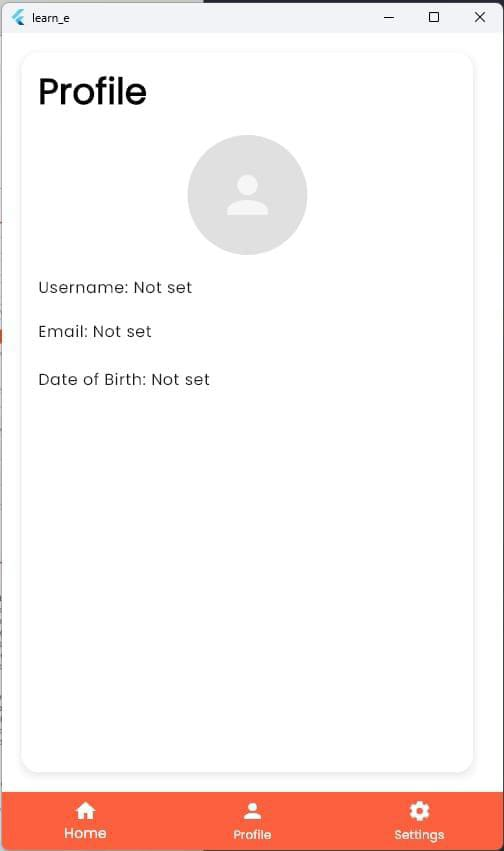 learn_e
Profile
Username: Not set
Email: Not set
Date of Birth: Not set
Home
Profile
Settings